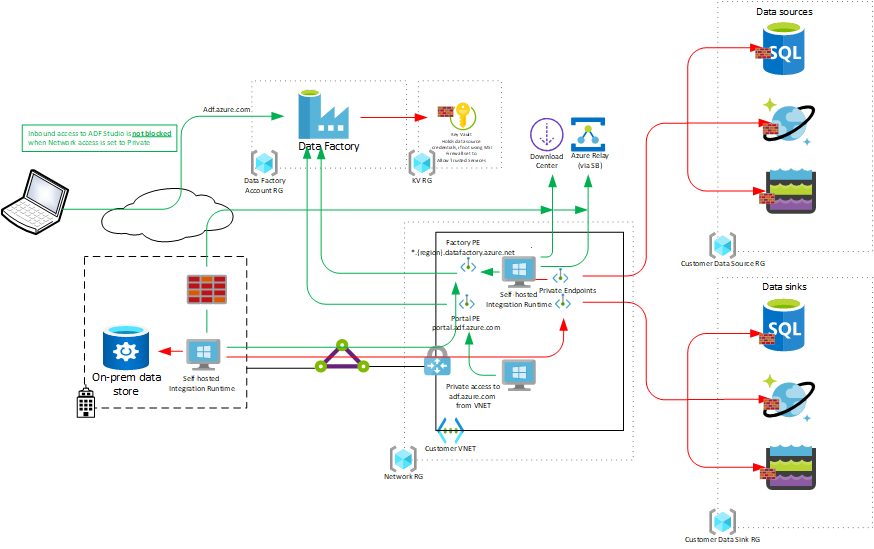 Data sources
SQL
Adf.azure.com
Inbound access to ADF Studio is not blocked
when Network access is set to Private
Data Factory
Key Vault
Holds data source
credentials, if not using MSI
Firewall set to
Allow Trusted Services
Download
Center
Azure Relay
(via SB)
Data Factory
Account RG
KV RG
Factory PE
*.{region}.datafactory.azure.net
Customer Data Source RG
Self-hosted
Integration Runtime
Private Endpoints
Data sinks
SQL
Portal PE
portal.adf.azure.com
On-prem data
store
Self-hosted
Integration Runtime
Private access to
adf.azure.com
from VNET
Customer VNET
Network RG
Customer Data Sink RG